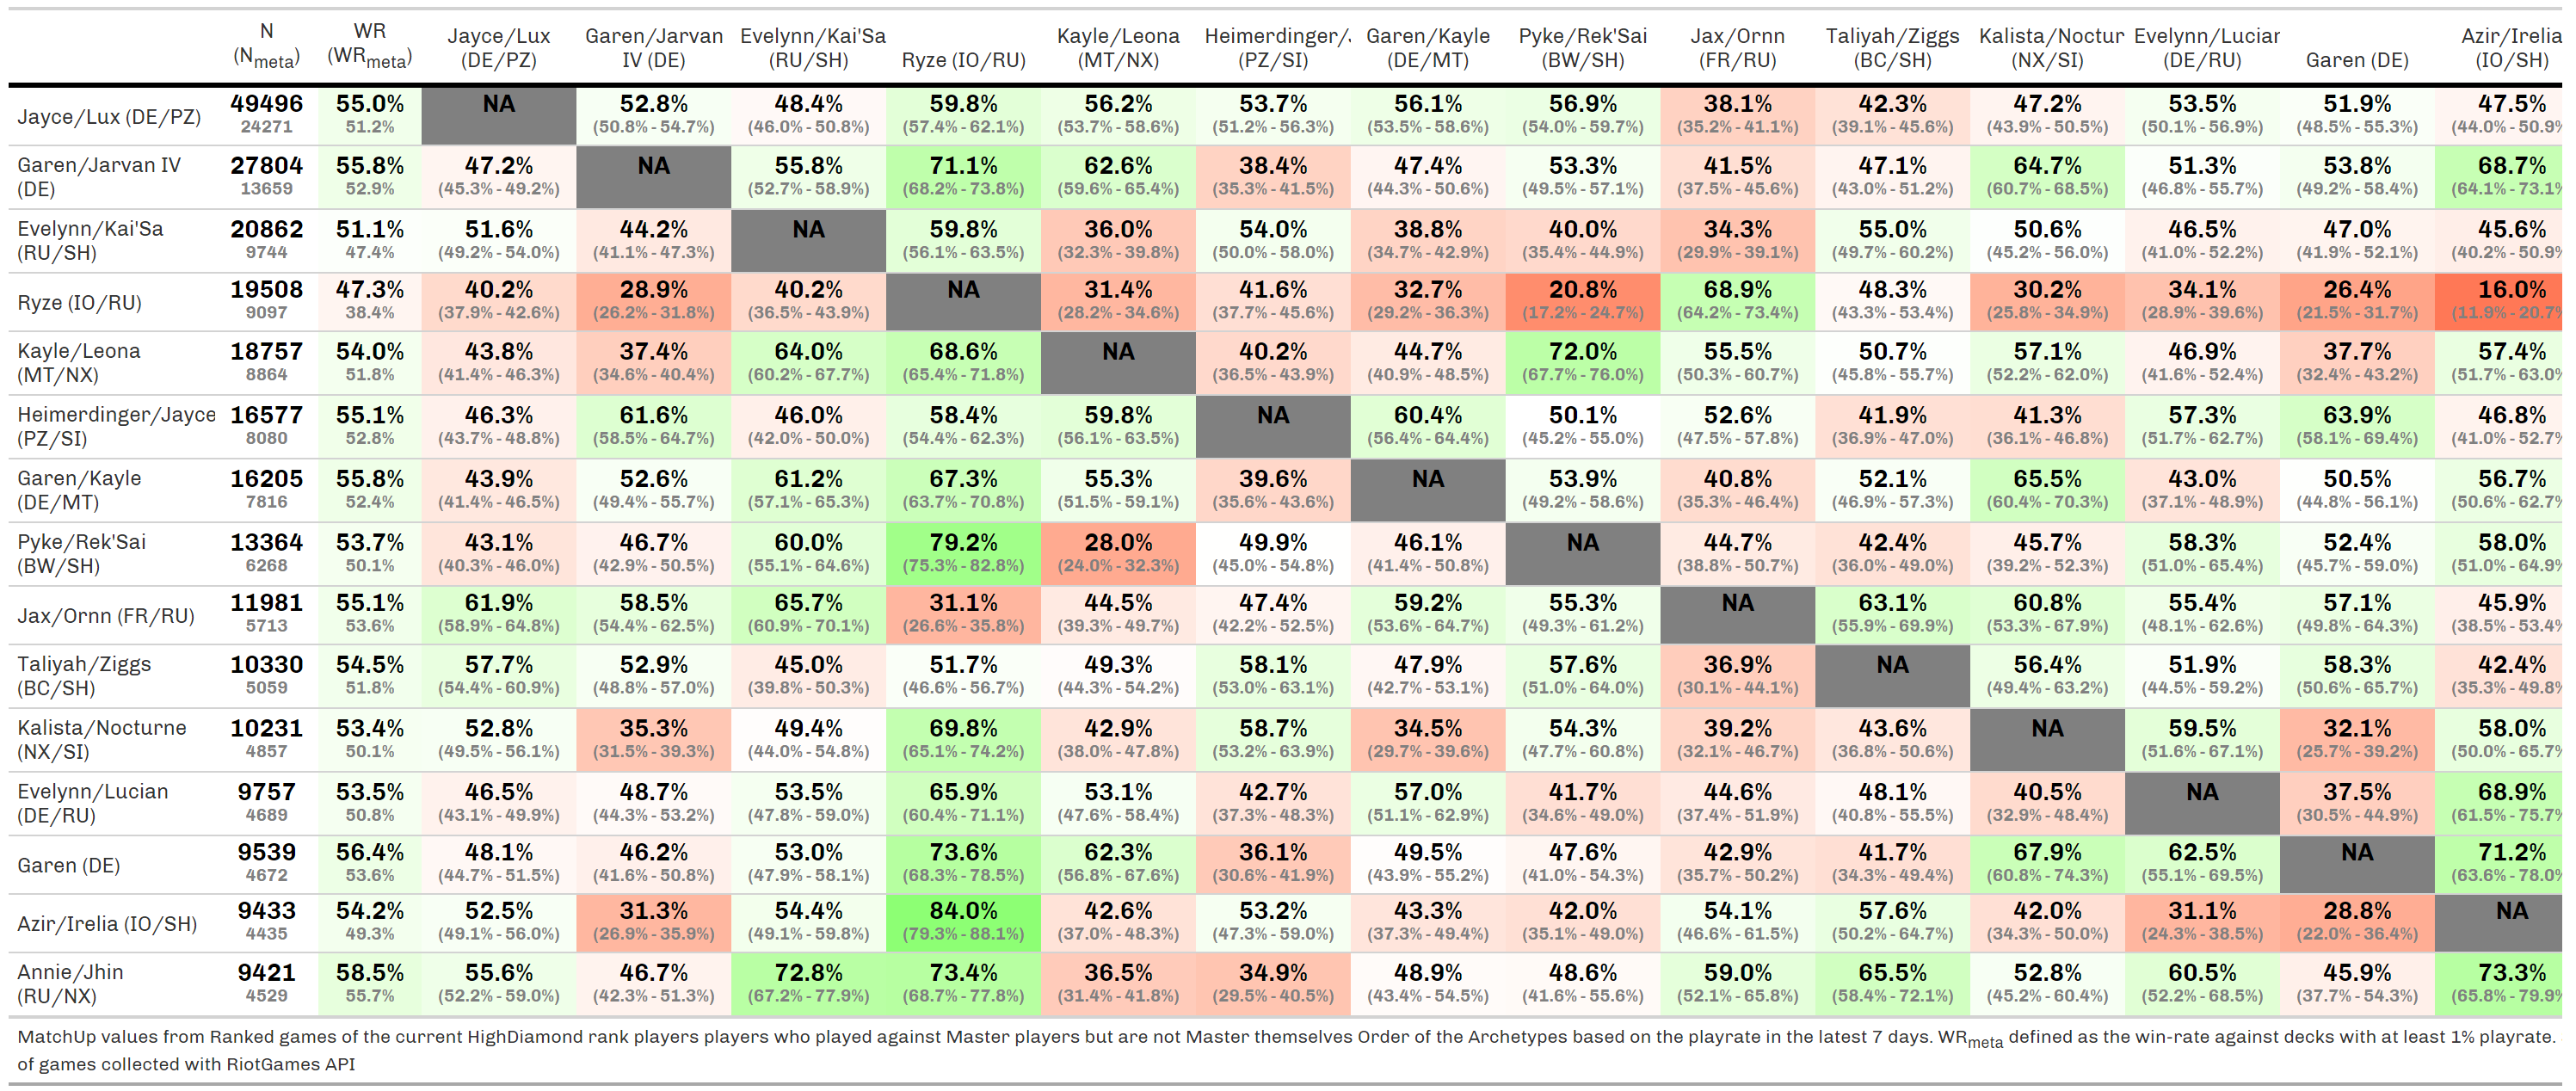 N (N_meta) WR (WR_meta) Jayce/Lux (DE/PZ) Garen/Jarvan IV (DE) Evelynn/Kai'Sa (RU/SH) Ryze (IO/RU) Kayle/Leona (MT/NX) Heimerdinger/J (PZ/SI) Garen/Kayle (DE/MT) Pyke/Rek'Sai (BW/SH) Jax/Ornn (FR/RU) Taliyah/Ziggs (BC/SH) Kalista/Noctur (NX/SI) Evelynn/Lucian (DE/RU) Garen (DE) Azir/Irelia (IO/SH)
Jayce/Lux (DE/PZ) 49496 55.0% NA 52.8% 48.4% 59.8% 56.2% 53.7% 56.1% 56.9% 38.1% 42.3% 47.2% 53.5% 51.9% 47.5%
24271 51.2% (50.8% - 54.7%) (46.0% - 50.8%) (57.4% - 62.1%) (53.7% - 58.6%) (51.2% - 56.3%) (53.5% - 58.6%) (54.0% - 59.7%) (35.2% - 41.1%) (39.1% - 45.6%) (43.9% - 50.5%) (50.1% - 56.9%) (48.5% - 55.3%) (44.0% - 50.9%
Garen/Jarvan IV 27804 55.8% 47.2% NA 55.8% 71.1% 62.6% 38.4% 47.4% 53.3% 41.5% 47.1% 64.7% 51.3% 53.8% 68.7%
(DE) 13659 52.9% (45.3% - 49.2%) (52.7% - 58.9%) (68.2% - 73.8%) (59.6% - 65.4%) (35.3% - 41.5%) (44.3% - 50.6%) (49.5% - 57.1%) (37.5% - 45.6%) (43.0% - 51.2%) (60.7% - 68.5%) (46.8% - 55.7%) (49.2% - 58.4%) (64.1% - 73.1%
Evelynn/Kai'Sa 20862 51.1% 51.6% 44.2% NA 59.8% 36.0% 54.0% 38.8% 40.0% 34.3% 55.0% 50.6% 46.5% 47.0% 45.6%
(RU/SH) 9744 47.4% (49.2% - 54.0%) (41.1% - 47.3%) (56.1% - 63.5%) (32.3% - 39.8%) (50.0% - 58.0%) (34.7% - 42.9%) (35.4% - 44.9%) (29.9% - 39.1%) (49.7% - 60.2%) (45.2% - 56.0%) (41.0% - 52.2%) (41.9% - 52.1%) (40.2% - 50.9%
Ryze (IO/RU) 19508 47.3% 40.2% 28.9% 40.2% NA 31.4% 41.6% 32.7% 20.8% 68.9% 48.3% 30.2% 34.1% 26.4% 16.0%
9097 38.4% (37.9% - 42.6%) (26.2% - 31.8%) (36.5% - 43.9%) (28.2% - 34.6%) (37.7% - 45.6%) (29.2% - 36.3%) (17.2% - 24.7%) (64.2% - 73.4%) (43.3% - 53.4%) (25.8% - 34.9%) (28.9% - 39.6%) (21.5% - 31.7%) (11.9% - 20.7%
Kayle/Leona 18757 54.0% 43.8% 37.4% 64.0% 68.6% NA 40.2% 44.7% 72.0% 55.5% 50.7% 57.1% 46.9% 37.7% 57.4%
(MT/NX) 8864 51.8% (41.4% - 46.3%) (34.6% - 40.4%) (60.2% - 67.7%) (65.4% - 71.8%) (36.5% - 43.9%) (40.9% - 48.5%) (67.7% - 76.0%) (50.3% - 60.7%) (45.8% - 55.7%) (52.2% - 62.0%) (41.6% - 52.4%) (32.4% - 43.2%) (51.7% - 63.0%
Heimerdinger/Jayce 16577 55.1% 46.3% 61.6% 46.0% 58.4% 59.8% NA 60.4% 50.1% 52.6% 41.9% 41.3% 57.3% 63.9% 46.8%
(PZ/SI) 8080 52.8% (43.7% - 48.8%) (58.5% - 64.7%) (42.0% - 50.0%) (54.4% - 62.3%) (56.1% - 63.5%) (56.4% - 64.4%) (45.2% - 55.0%) (47.5% - 57.8%) (36.9% - 47.0%) (36.1% - 46.8%) (51.7% - 62.7%) (58.1% - 69.4%) (41.0% - 52.7%
Garen/Kayle 16205 55.8% 43.9% 52.6% 61.2% 67.3% 55.3% 39.6% NA 53.9% 40.8% 52.1% 65.5% 43.0% 50.5% 56.7%
(DE/MT) 7816 52.4% (41.4% - 46.5%) (49.4% - 55.7%) (57.1% - 65.3%) (63.7% - 70.8%) (51.5% - 59.1%) (35.6% - 43.6%) (49.2% - 58.6%) (35.3% - 46.4%) (46.9% - 57.3%) (60.4% - 70.3%) (37.1% - 48.9%) (44.8% - 56.1%) (50.6% - 62.7%
Pyke/Rek'Sai 13364 53.7% 43.1% 46.7% 60.0% 79.2% 28.0% 49.9% 46.1% NA 44.7% 42.4% 45.7% 58.3% 52.4% 58.0%
(BW/SH) 6268 50.1% (40.3% - 46.0%) (42.9% - 50.5%) (55.1% - 64.6%) (75.3% - 82.8%) (24.0% - 32.3%) (45.0% - 54.8%) (41.4% - 50.8%) (38.8% - 50.7%) (36.0% - 49.0%) (39.2% - 52.3%) (51.0% - 65.4%) (45.7% - 59.0%) (51.0% - 64.9%
Jax/Ornn (FR/RU) 11981 55.1% 61.9% 58.5% 65.7% 31.1% 44.5% 47.4% 59.2% 55.3% NA 63.1% 60.8% 55.4% 57.1% 45.9%
5713 53.6% (58.9% - 64.8%) (54.4% - 62.5%) (60.9% - 70.1%) (26.6% - 35.8%) (39.3% - 49.7%) (42.2% - 52.5%) (53.6% - 64.7%) (49.3% - 61.2%) (55.9% - 69.9%) (53.3% - 67.9%) (48.1% - 62.6%) (49.8% - 64.3%) (38.5% - 53.4%
Taliyah/Ziggs 10330 54.5% 57.7% 52.9% 45.0% 51.7% 49.3% 58.1% 47.9% 57.6% 36.9% NA 56.4% 51.9% 58.3% 42.4%
(BC/SH) 5059 51.8% (54.4% - 60.9%) (48.8% - 57.0%) (39.8% - 50.3%) (46.6% - 56.7%) (44.3% - 54.2%) (53.0% - 63.1%) (42.7% - 53.1%) (51.0% - 64.0%) (30.1% - 44.1%) (49.4% - 63.2%) (44.5% - 59.2%) (50.6% - 65.7%) (35.3% - 49.8%
Kalista/Nocturne 10231 53.4% 52.8% 35.3% 49.4% 69.8% 42.9% 58.7% 34.5% 54.3% 39.2% 43.6% NA 59.5% 32.1% 58.0%
(NX/SI) 4857 50.1% (49.5% - 56.1%) (31.5% - 39.3%) (44.0% - 54.8%) (65.1% - 74.2%) (38.0% - 47.8%) (53.2% - 63.9%) (29.7% - 39.6%) (47.7% - 60.8%) (32.1% - 46.7%) (36.8% - 50.6%) (51.6% - 67.1%) (25.7% - 39.2%) (50.0% - 65.7%
Evelynn/Lucian 9757 53.5% 46.5% 48.7% 53.5% 65.9% 53.1% 42.7% 57.0% 41.7% 44.6% 48.1% 40.5% NA 37.5% 68.9%
(DE/RU) 4689 50.8% (43.1% - 49.9%) (44.3% - 53.2%) (47.8% - 59.0%) (60.4% - 71.1%) (47.6% - 58.4%) (37.3% - 48.3%) (51.1% - 62.9%) (34.6% - 49.0%) (37.4% - 51.9%) (40.8% - 55.5%) (32.9% - 48.4%) (30.5% - 44.9%) (61.5% - 75.7%
Garen (DE) 9539 56.4% 48.1% 46.2% 53.0% 73.6% 62.3% 36.1% 49.5% 47.6% 42.9% 41.7% 67.9% 62.5% NA 71.2%
4672 53.6% (44.7% - 51.5%) (41.6% - 50.8%) (47.9% - 58.1%) (68.3% - 78.5%) (56.8% - 67.6%) (30.6% - 41.9%) (43.9% - 55.2%) (41.0% - 54.3%) (35.7% - 50.2%) (34.3% - 49.4%) (60.8% - 74.3%) (55.1% - 69.5%) (63.6% - 78.0%
Azir/Irelia (IO/SH) 9433 54.2% 52.5% 31.3% 54.4% 84.0% 42.6% 53.2% 43.3% 42.0% 54.1% 57.6% 42.0% 31.1% 28.8% NA
4435 49.3% (49.1% - 56.0%) (26.9% - 35.9%) (49.1% - 59.8%) (79.3% - 88.1%) (37.0% - 48.3%) (47.3% - 59.0%) (37.3% - 49.4%) (35.1% - 49.0%) (46.6% - 61.5%) (50.2% - 64.7%) (34.3% - 50.0%) (24.3% - 38.5%) (22.0% - 36.4%)
Annie/Jhin 9421 58.5% 55.6% 46.7% 72.8% 73.4% 36.5% 34.9% 48.9% 48.6% 59.0% 65.5% 52.8% 60.5% 45.9% 73.3%
(RU/NX) 4529 55.7% (52.2% - 59.0%) (42.3% - 51.3%) (67.2% - 77.9%) (68.7% - 77.8%) (31.4% - 41.8%) (29.5% - 40.5%) (43.4% - 54.5%) (41.6% - 55.6%) (52.1% - 65.8%) (58.4% - 72.1%) (45.2% - 60.4%) (52.2% - 68.5%) (37.7% - 54.3%) (65.8% - 79.9%
MatchUp values from Ranked games of the current HighDiamond rank players players who played against Master players but are not Master themselves Order of the Archetypes based on the playrate in the latest 7 days. WR_meta defined as the win-rate against decks with at least 1% playrate.
of games collected with RiotGames API